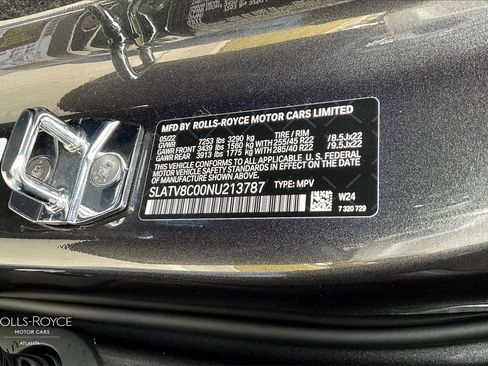 MFD BY ROLLS-ROYCE MOTOR CARS LIMITED
05/22 TIRE / RIM
GVWR 7253 lbs 3290 kg
GAWR FRONT 3439 lbs 1560 kg WITH 255/45 R22 /8.5Jx22
GAWR REAR 3913 lbs 1775 kg WITH 285/40 R22 /9.5Jx22
THIS VEHICLE CONFORMS TO ALL APPLICABLE U.S. FEDERAL
MOTOR VEHICLE SAFETY
IN EFFECT ON THE DATE OF MANUFACTURE SHOWN ABOVE.
SLATV8C00NU213787 TYPE: MPV
W24
7 320 729
ROLLS-ROYCE
MOTOR CARS
ATLANTA